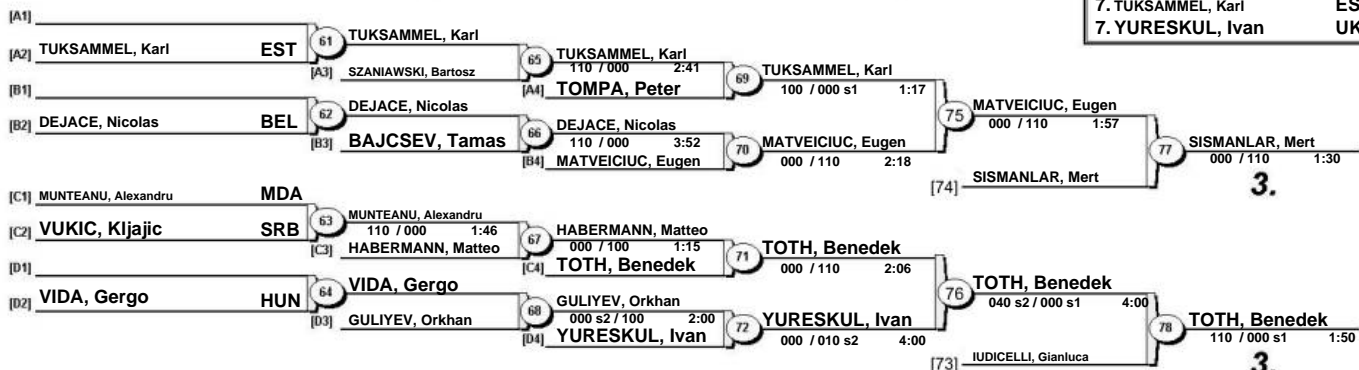 7. TUKSAMMEL, Karl ES
7. YURESKUL, Ivan UK
[A1]
[A2] TUKSAMMEL, Karl EST
61 TUKSAMMEL, Karl
[A3] SZANIAWSKI, Bartosz
65 TUKSAMMEL, Karl
110 / 000 2:41
[A4] TOMPA, Peter
69 TUKSAMMEL, Karl
100 / 000 s1 1:17
[B1]
[B2] DEJACE, Nicolas BEL
62 DEJACE, Nicolas
[B3] BAJCSEV, Tamas
66 DEJACE, Nicolas
110 / 000 3:52
[B4] MATVEICIUC, Eugen
70 MATVEICIUC, Eugen
000 / 110 2:18
75 MATVEICIUC, Eugen
000 / 110 1:57
[74] SISMANLAR, Mert
77 SISMANLAR, Mert
000 / 110 1:30
3.
[C1] MUNTEANU, Alexandru MDA
[C2] VUKIC, Kljajic SRB
63 MUNTEANU, Alexandru
110 / 000 1:46
[C3] HABERMANN, Matteo
67 HABERMANN, Matteo
000 / 100 1:15
[C4] TOTH, Benedek
71 TOTH, Benedek
000 / 110 2:06
[D1]
[D2] VIDA, Gergo HUN
64 VIDA, Gergo
[D3] GULIYEV, Orkhan
68 GULIYEV, Orkhan
000 s2 / 100 2:00
[D4] YURESKUL, Ivan
72 YURESKUL, Ivan
000 / 010 s2 4:00
76 TOTH, Benedek
040 s2 / 000 s1 4:00
[73] IUDICELLI, Gianluca
78 TOTH, Benedek
110 / 000 s1 1:50
3.